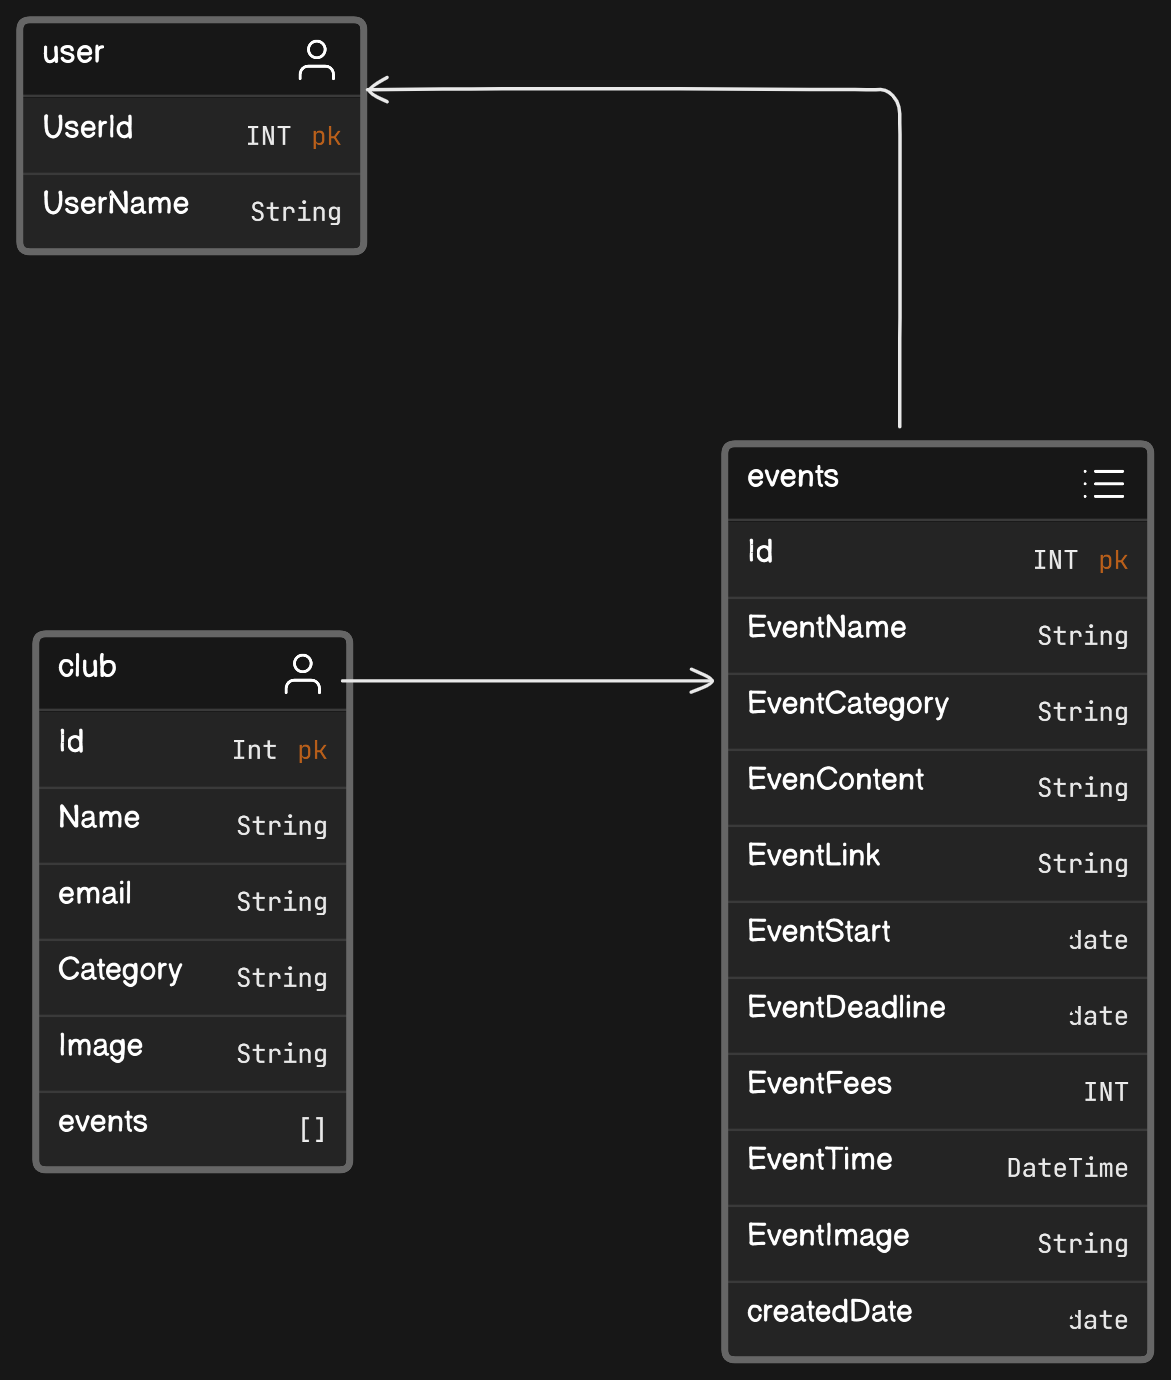 user
UserId INT pk
UserName String
events
Id INT pk
EventName String
EventCategory String
EvenContent String
EventLink String
EventStart date
EventDeadline date
EventFees INT
EventTime DateTime
EventImage String
createdDate date
club
Id Int pk
Name String
email String
Category String
Image String
events []